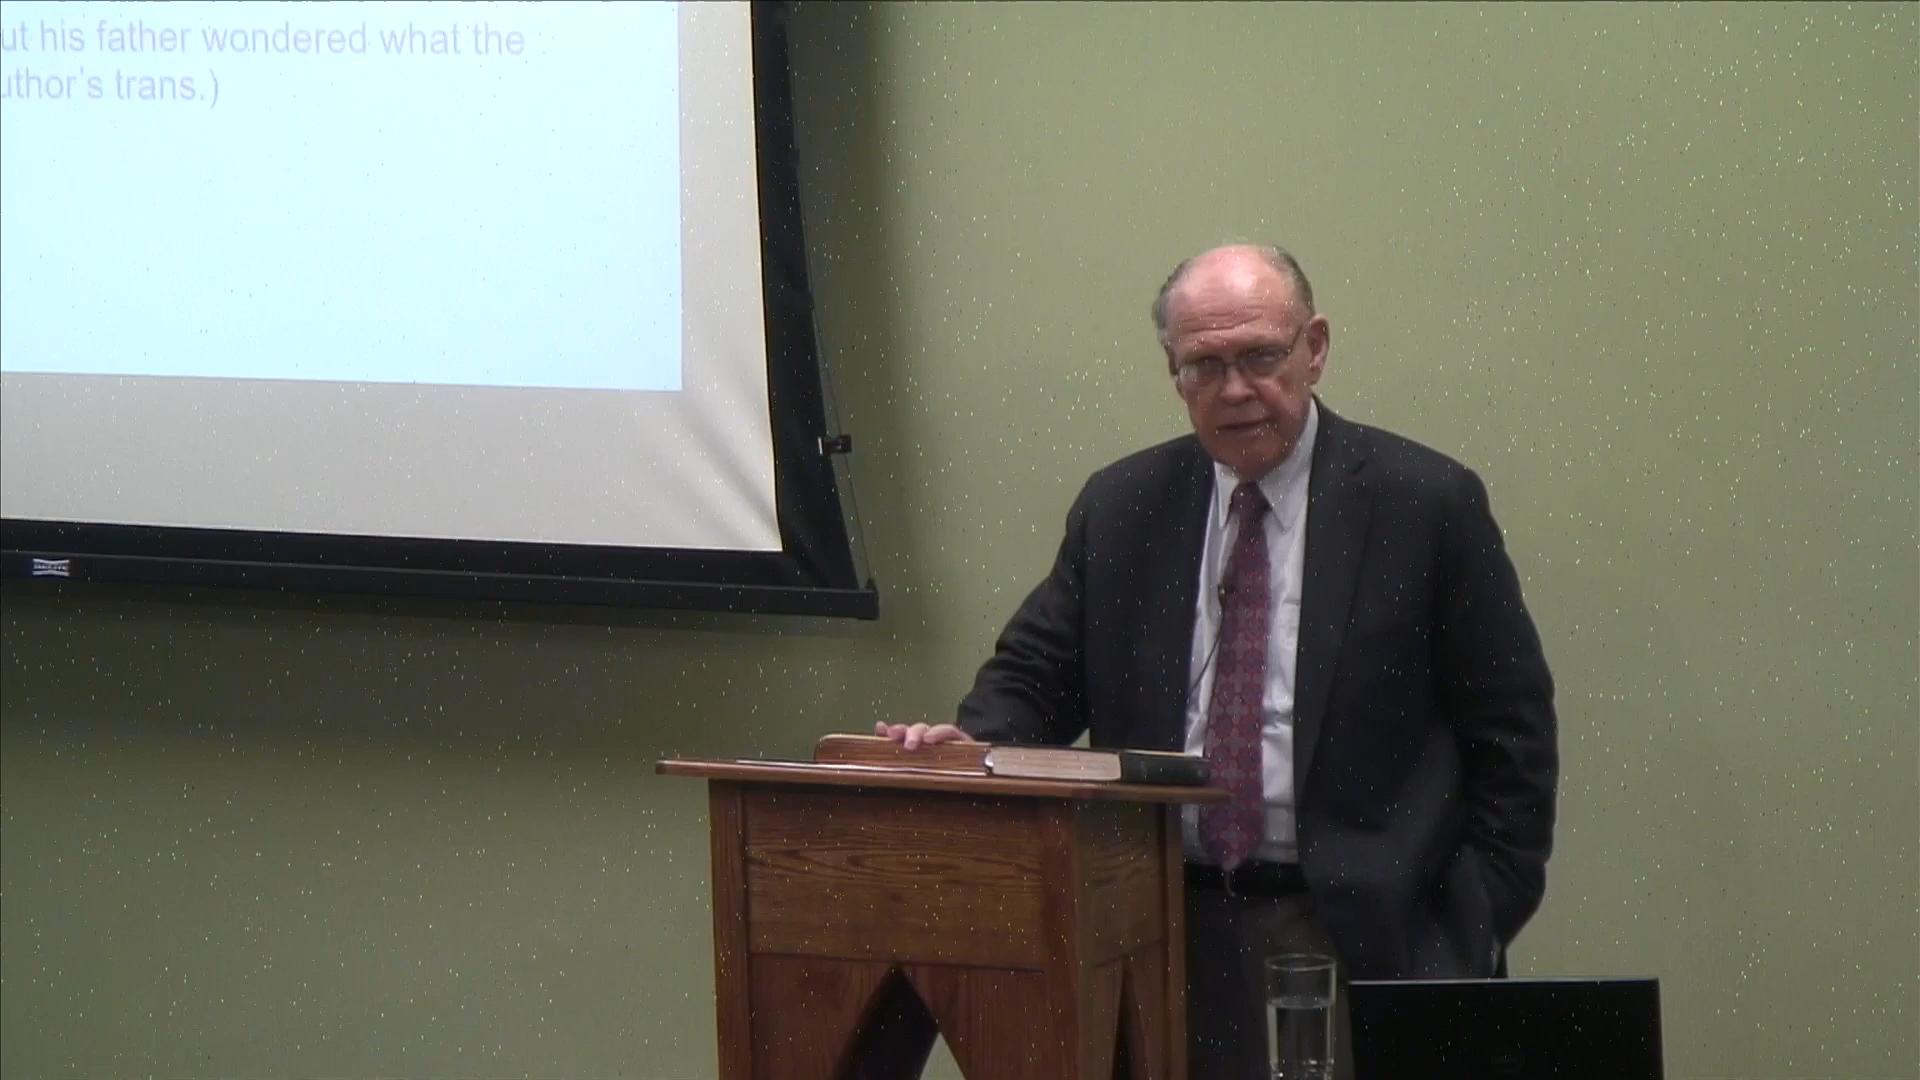 ut his father wondered what the
uthor's trans.)